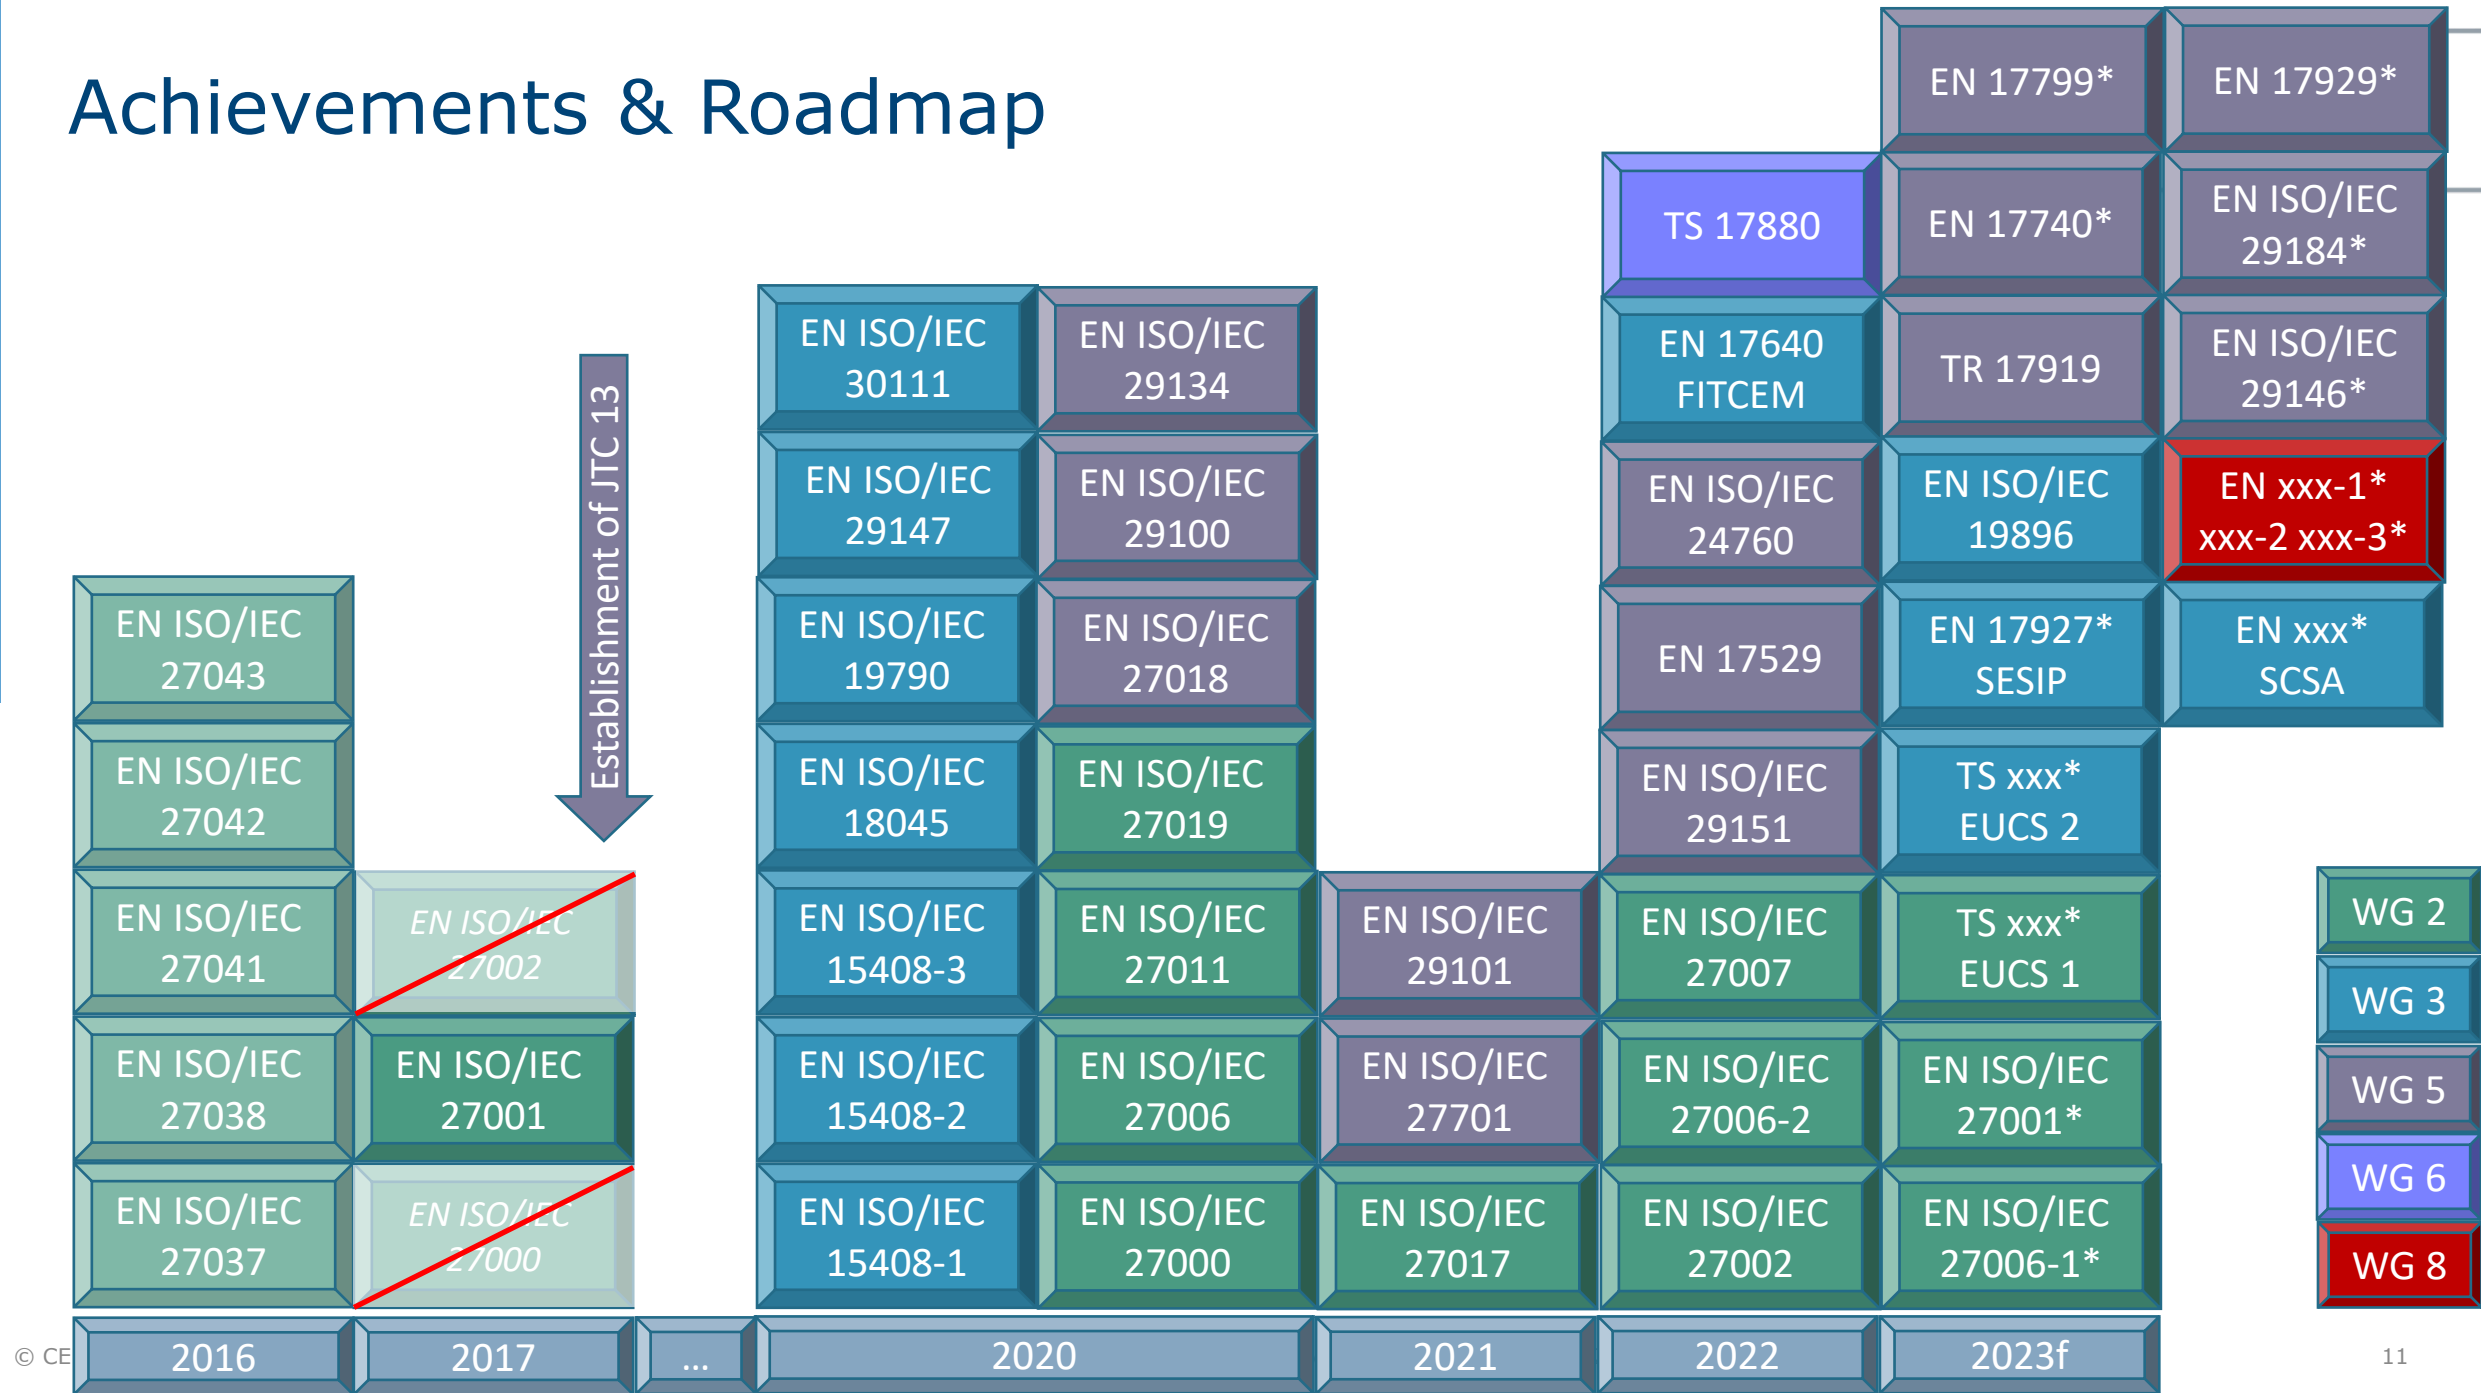 Achievements & Roadmap
EN ISO/IEC
27043
EN ISO/IEC
27042
EN ISO/IEC
27041
EN ISO/IEC
27038
EN ISO/IEC
27037
EN ISO/IEC
27002
EN ISO/IEC
27001
EN ISO/IEC
27000
Establishment of JTC 13
EN ISO/IEC
30111
EN ISO/IEC
29147
EN ISO/IEC
19790
EN ISO/IEC
18045
EN ISO/IEC
15408-3
EN ISO/IEC
15408-2
EN ISO/IEC
15408-1
EN ISO/IEC
29134
EN ISO/IEC
29100
EN ISO/IEC
27018
EN ISO/IEC
27019
EN ISO/IEC
27011
EN ISO/IEC
27006
EN ISO/IEC
27000
EN ISO/IEC
29101
EN ISO/IEC
27701
EN ISO/IEC
27017
TS 17880
EN 17640
FITCEM
EN ISO/IEC
24760
EN 17529
EN ISO/IEC
29151
EN ISO/IEC
27007
EN ISO/IEC
27006-2
EN ISO/IEC
27002
EN 17799*
EN 17740*
TR 17919
EN ISO/IEC
19896
EN 17927*
SESIP
TS xxx*
EUCS 2
TS xxx*
EUCS 1
EN ISO/IEC
27001*
EN ISO/IEC
27006-1*
EN 17929*
EN ISO/IEC
29184*
EN ISO/IEC
29146*
EN xxx-1*
xxx-2 xxx-3*
EN xxx*
SCSA
WG 2
WG 3
WG 5
WG 6
WG 8
© CE
2016
2017
...
2020
2021
2022
2023f
11